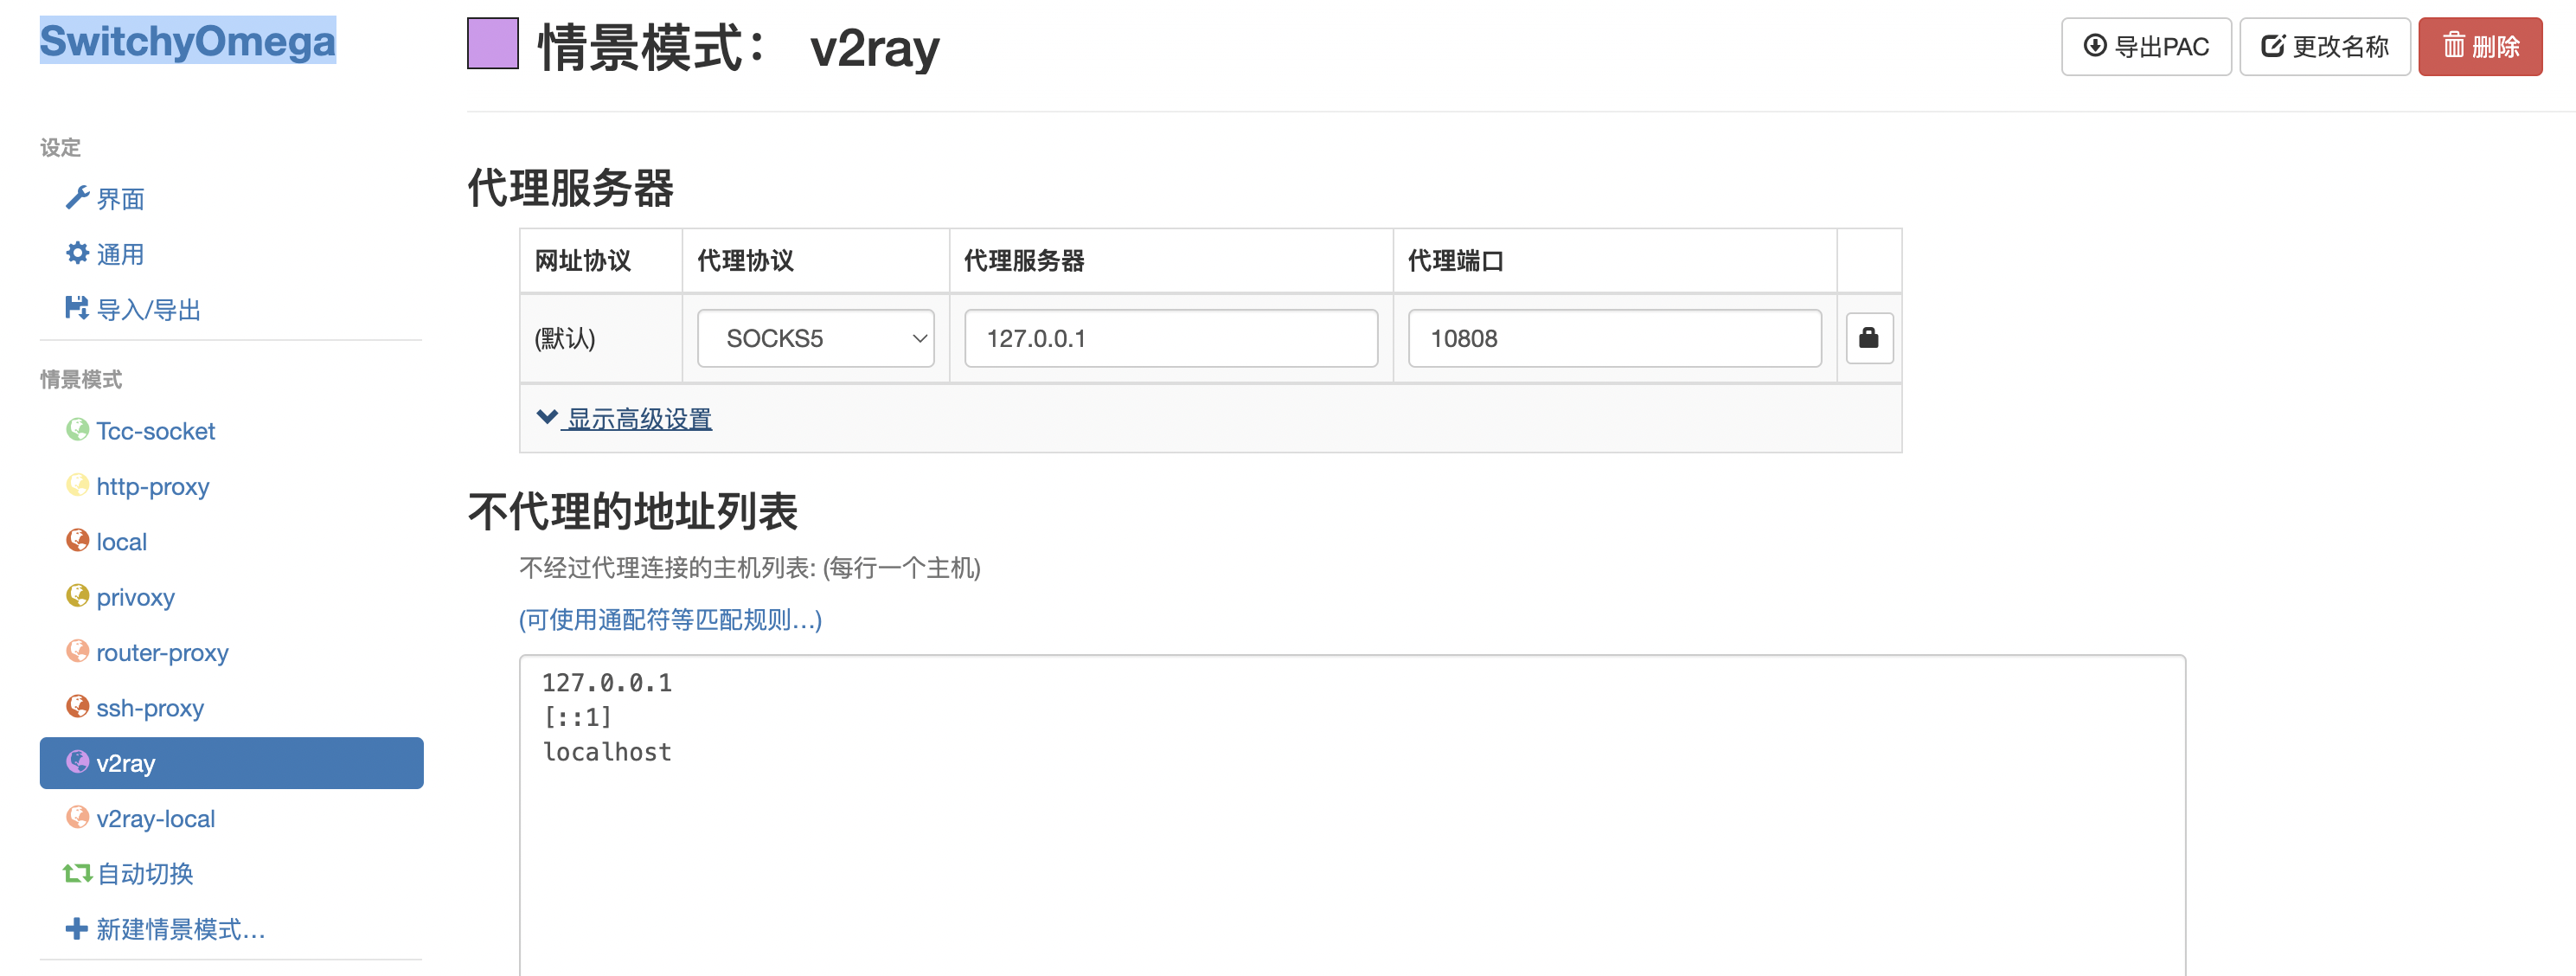 SwitchyOmega
设定
界面
通用
导入/导出
情景模式
Tcc-socket
http-proxy
local
privoxy
router-proxy
ssh-proxy
v2ray
v2ray-local
自动切换
新建情景模式...
情景模式： v2ray
导出PAC 更改名称 删除
代理服务器
网址协议 代理协议 代理服务器 代理端口
(默认) SOCKS5 127.0.0.1 10808
显示高级设置
不代理的地址列表
不经过代理连接的主机列表: (每行一个主机)
(可使用通配符等匹配规则...)
127.0.0.1
[::1]
localhost